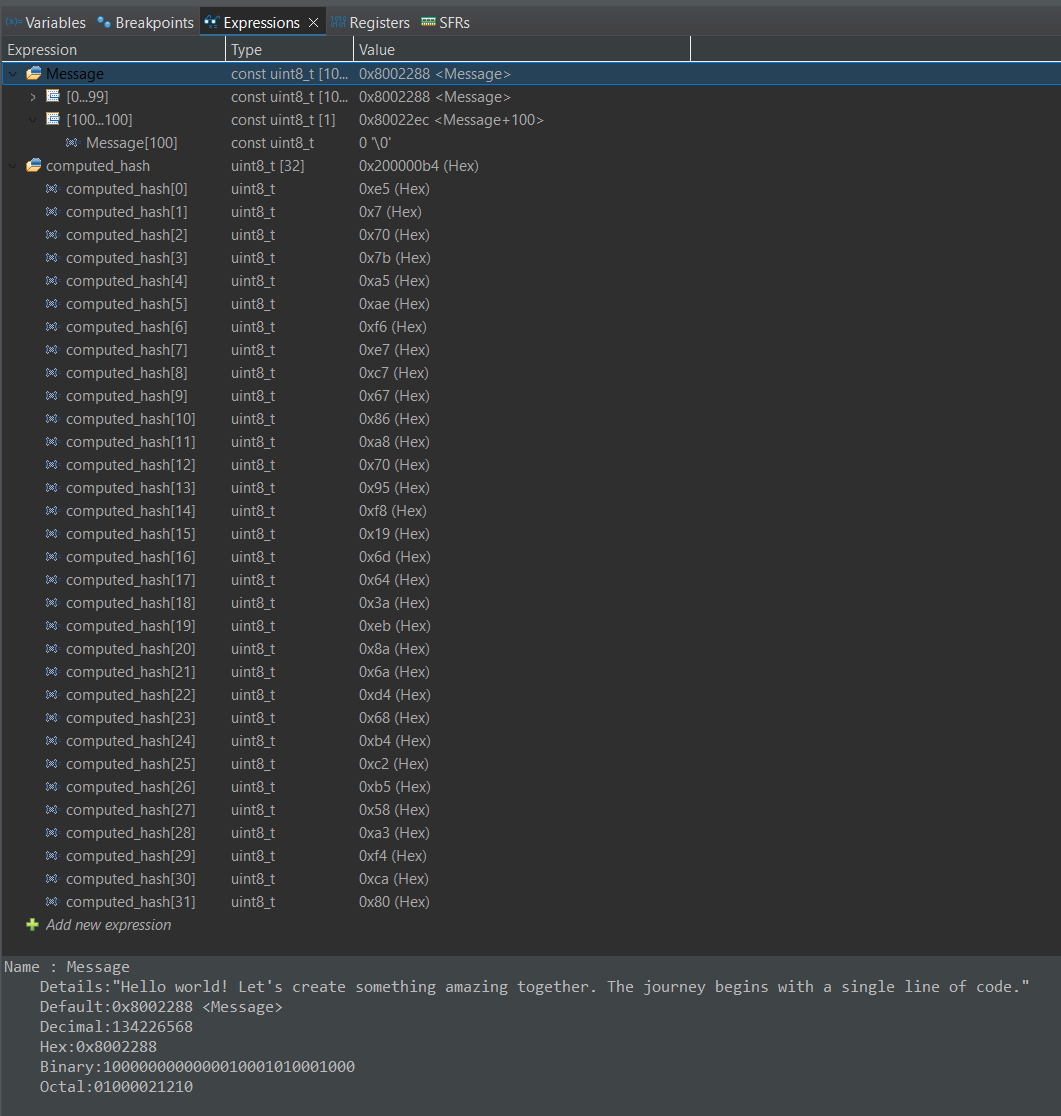 (x)= Variables Breakpoints Expressions Registers SFRs
Expression Type Value
Message const uint8_t [10... 0x8002288 <Message>
[0...99] const uint8_t [10... 0x8002288 <Message>
[100...100] const uint8_t [1] 0x80022ec <Message+100>
Message[100] const uint8_t 0 '\0'
computed_hash uint8_t [32] 0x200000b4 (Hex)
computed_hash[0] uint8_t 0xe5 (Hex)
computed_hash[1] uint8_t 0x7 (Hex)
computed_hash[2] uint8_t 0x70 (Hex)
computed_hash[3] uint8_t 0x7b (Hex)
computed_hash[4] uint8_t 0xa5 (Hex)
computed_hash[5] uint8_t 0xae (Hex)
computed_hash[6] uint8_t 0xf6 (Hex)
computed_hash[7] uint8_t 0xe7 (Hex)
computed_hash[8] uint8_t 0xc7 (Hex)
computed_hash[9] uint8_t 0x67 (Hex)
computed_hash[10] uint8_t 0x86 (Hex)
computed_hash[11] uint8_t 0xa8 (Hex)
computed_hash[12] uint8_t 0x70 (Hex)
computed_hash[13] uint8_t 0x95 (Hex)
computed_hash[14] uint8_t 0xf8 (Hex)
computed_hash[15] uint8_t 0x19 (Hex)
computed_hash[16] uint8_t 0x6d (Hex)
computed_hash[17] uint8_t 0x64 (Hex)
computed_hash[18] uint8_t 0x3a (Hex)
computed_hash[19] uint8_t 0xeb (Hex)
computed_hash[20] uint8_t 0x8a (Hex)
computed_hash[21] uint8_t 0x6a (Hex)
computed_hash[22] uint8_t 0xd4 (Hex)
computed_hash[23] uint8_t 0x68 (Hex)
computed_hash[24] uint8_t 0xb4 (Hex)
computed_hash[25] uint8_t 0xc2 (Hex)
computed_hash[26] uint8_t 0xb5 (Hex)
computed_hash[27] uint8_t 0x58 (Hex)
computed_hash[28] uint8_t 0xa3 (Hex)
computed_hash[29] uint8_t 0xf4 (Hex)
computed_hash[30] uint8_t 0xca (Hex)
computed_hash[31] uint8_t 0x80 (Hex)
Add new expression
Name : Message
Details:"Hello world! Let's create something amazing together. The journey begins with a single line of code."
Default:0x8002288 <Message>
Decimal:134226568
Hex:0x8002288
Binary:1000000000000010001010001000
Octal:01000021210